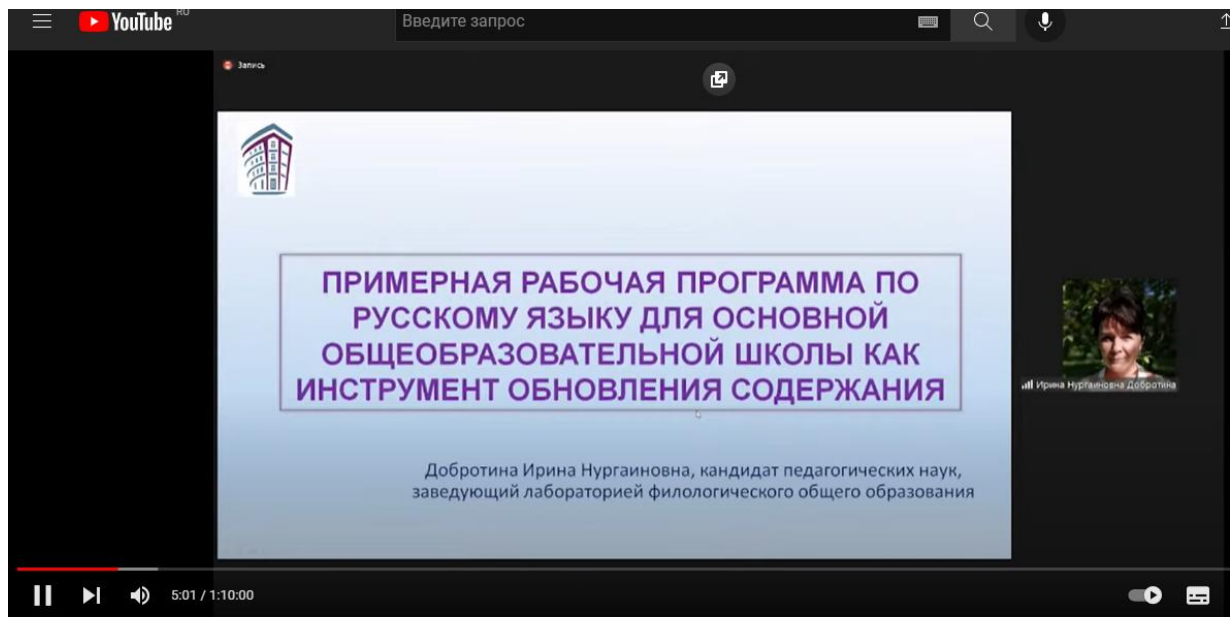 YouTube RU
Введите запрос
Запись
ПРИМЕРНАЯ РАБОЧАЯ ПРОГРАММА ПО
РУССКОМУ ЯЗЫКУ ДЛЯ ОСНОВНОЙ
ОБЩЕОБРАЗОВАТЕЛЬНОЙ ШКОЛЫ КАК
ИНСТРУМЕНТ ОБНОВЛЕНИЯ СОДЕРЖАНИЯ
Ирина Нургаиновна Добротина
Добротина Ирина Нургаиновна, кандидат педагогических наук,
заведующий лабораторией филологического общего образования
5:01 / 1:10:00